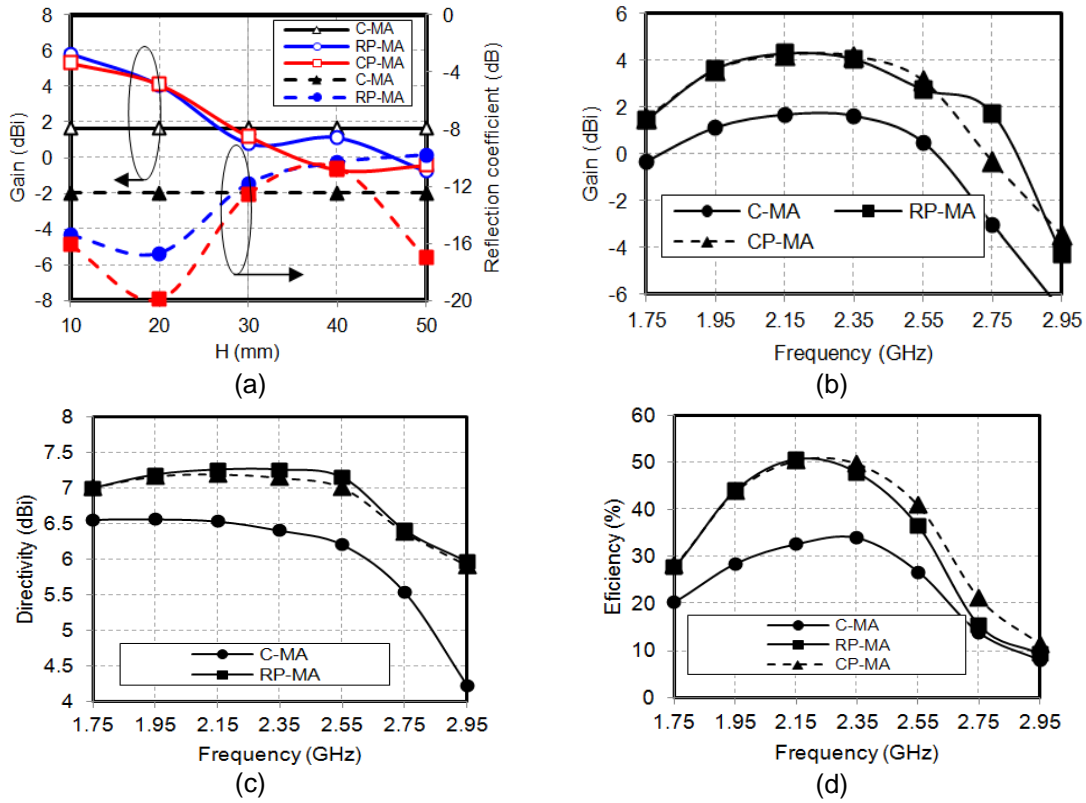 8
6
4
2
0
-2
-4
-6
-8
Gain (dBi)
0
-4
-8
-12
-16
-20
Reflection coefficient (dB)
C-MA
RP-MA
CP-MA
C-MA
RP-MA
10 20 30 40 50
H (mm)
(a)
6
4
2
0
-2
-4
-6
Gain (dBi)
C-MA RP-MA
CP-MA
1.75 1.95 2.15 2.35 2.55 2.75 2.95
Frequency (GHz)
(b)
8
7.5
7
6.5
6
5.5
5
4.5
4
Directivity (dBi)
C-MA
RP-MA
1.75 1.95 2.15 2.35 2.55 2.75 2.95
Frequency (GHz)
(c)
60
50
40
30
20
10
0
Eficiency (%)
C-MA
RP-MA
CP-MA
1.75 1.95 2.15 2.35 2.55 2.75 2.95
Frequency (GHz)
(d)